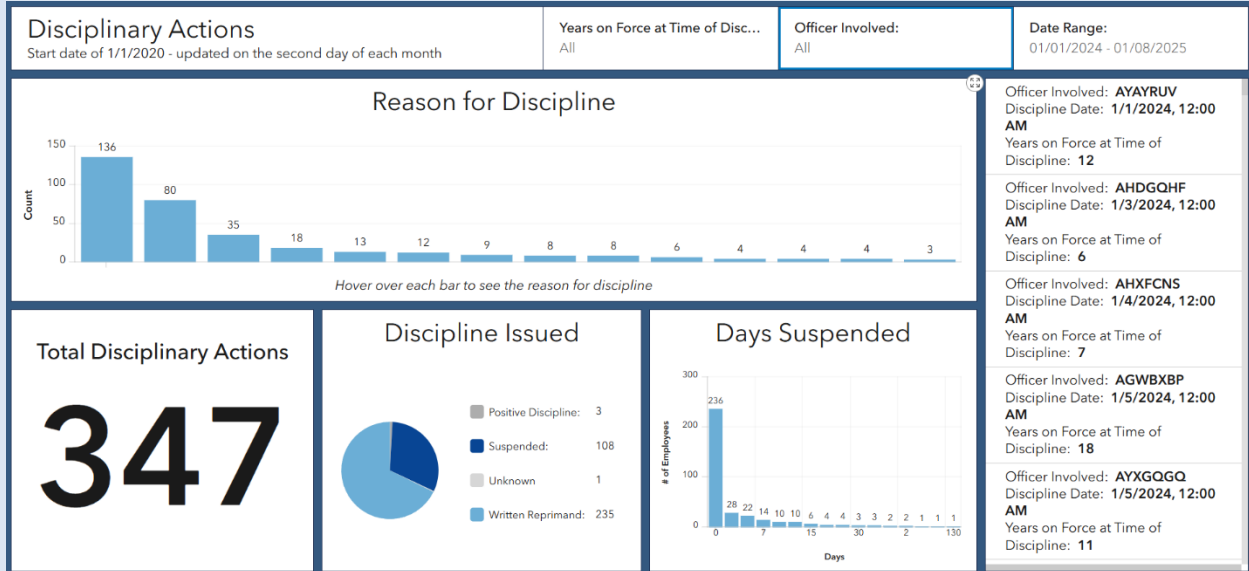 Disciplinary Actions
Start date of 1/1/2020 - updated on the second day of each month
Years on Force at Time of Disc...
All
Officer Involved:
All
Date Range:
01/01/2024 - 01/08/2025
Reason for Discipline
Count
150
100
50
0
136
80
35
18
13
12
9
8
8
6
4
4
4
3
Hover over each bar to see the reason for discipline
Total Disciplinary Actions
347
Discipline Issued
Positive Discipline: 3
Suspended: 108
Unknown 1
Written Reprimand: 235
Days Suspended
# of Employees
300
200
100
0
236
28
22
14
10
10
6
4
4
3
3
2
2
1
1
1
0
7
15
30
2
130
Days
Officer Involved: AYAYRUV
Discipline Date: 1/1/2024, 12:00
AM
Years on Force at Time of
Discipline: 12
Officer Involved: AHDGQHF
Discipline Date: 1/3/2024, 12:00
AM
Years on Force at Time of
Discipline: 6
Officer Involved: AHXFCNS
Discipline Date: 1/4/2024, 12:00
AM
Years on Force at Time of
Discipline: 7
Officer Involved: AGWBXBP
Discipline Date: 1/5/2024, 12:00
AM
Years on Force at Time of
Discipline: 18
Officer Involved: AYXGQGQ
Discipline Date: 1/5/2024, 12:00
AM
Years on Force at Time of
Discipline: 11